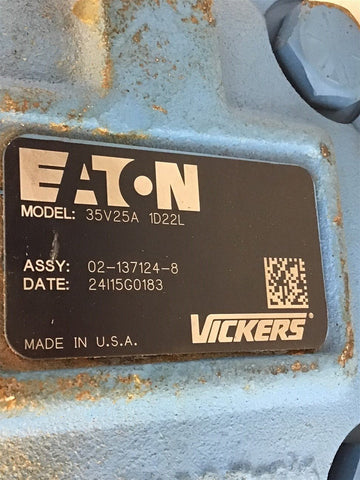 EATON
MODEL: 35V25A 1D22L
ASSY: 02-137124-8
DATE: 24I15G0183
VICKERS®
MADE IN U.S.A.